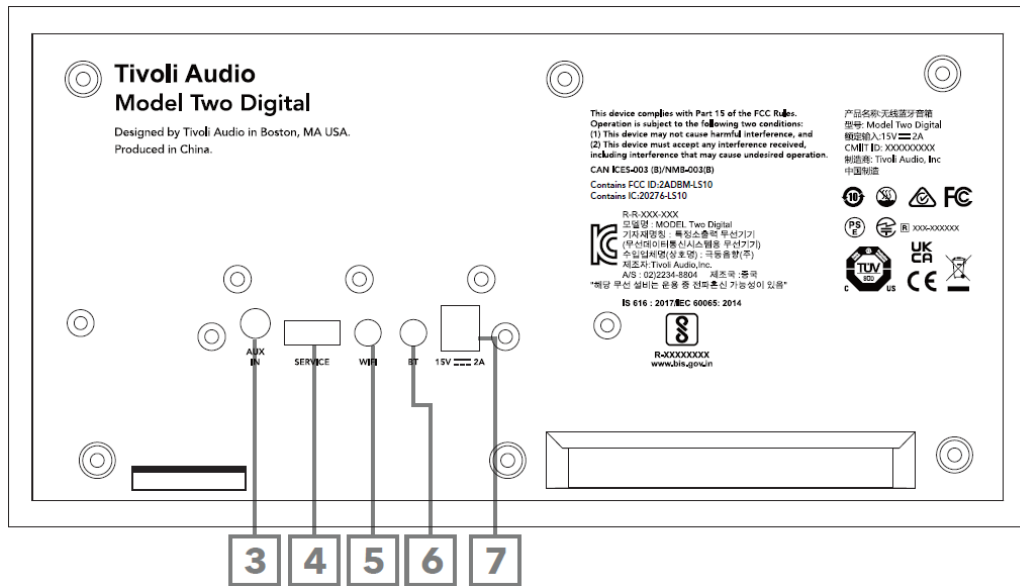 Tivoli Audio
Model Two Digital
Designed by Tivoli Audio in Boston, MA USA.
Produced in China.
This device complies with Part 15 of the FCC Rules.
Operation is subject to the following two conditions:
(1) This device may not cause harmful interference, and
(2) This device must accept any interference received,
including interference that may cause undesired operation.
CAN ICES-003 (B)/NMB-003(B)
Contains FCC ID:2ADBM-LS10
Contains IC:20276-LS10
R-R-XXX-XXX
모델명 : MODEL Two Digital
기자재명칭 : 특정소출력 무선기기
(무선데이터통신시스템용 무선기기)
수입업체명(상호명) : 극동음향(주)
제조자:Tivoli Audio,Inc.
A/S : 02)2234-8804 제조국 :중국
"해당 무선 설비는 운용 중 전파혼신 가능성이 있음"
IS 616 : 2017/IEC 60065: 2014
R-XXXXXXXX
www.bis.gov.in
产品名称:无线蓝牙音箱
型号: Model Two Digital
额定输入:15V 2A
CMIIT ID: XXXXXXXXX
制造商: Tivoli Audio, Inc
中国制造
10
FC
PS
E
R XXX-XXXXXX
TÜV
SÜD
C US
UK
CA
CE
AUX
IN
SERVICE
WIFI
BT
15V 2A
3
4
5
6
7